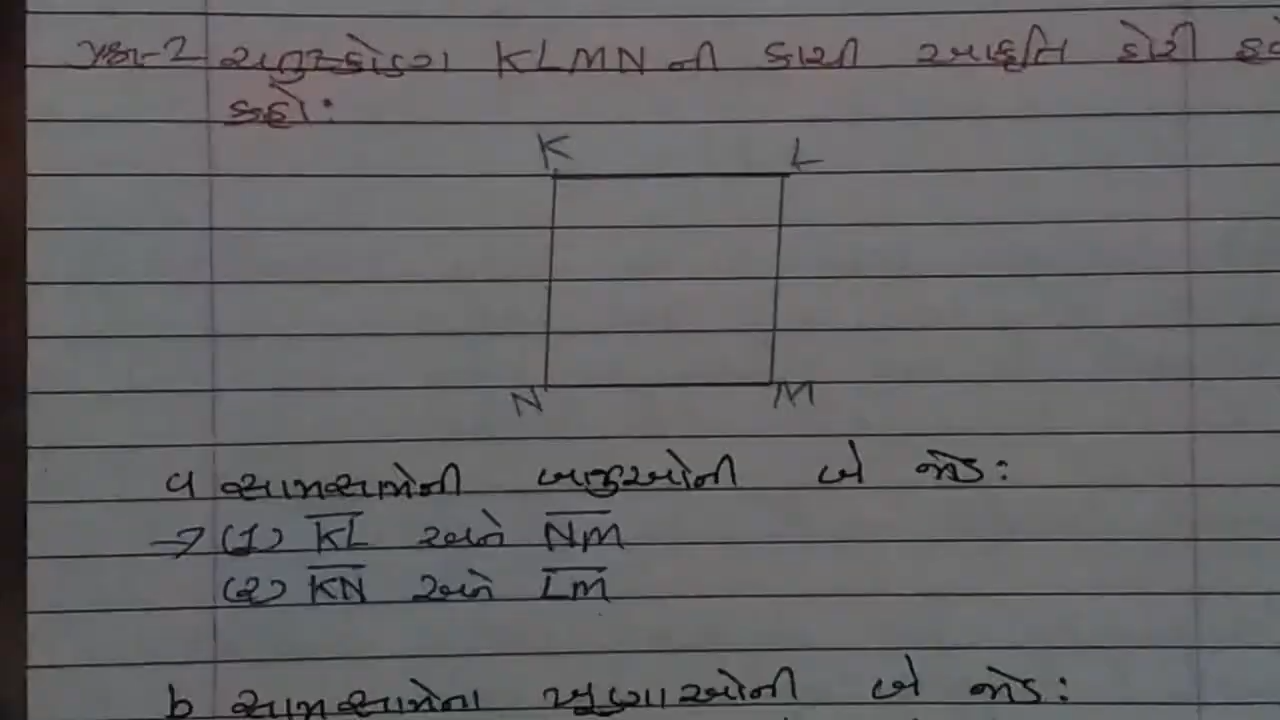 પ્રશ્ન-2 ચતુષ્કોણ KLMN ની કાચી આકૃતિ દોરી
કહો:
K L
N M
a સામસામેની બાજુઓની બે જોડ:
→ (1) KL અને NM
(2) KN અને LM
b સામસામેના ખૂણાઓની બે જોડ: